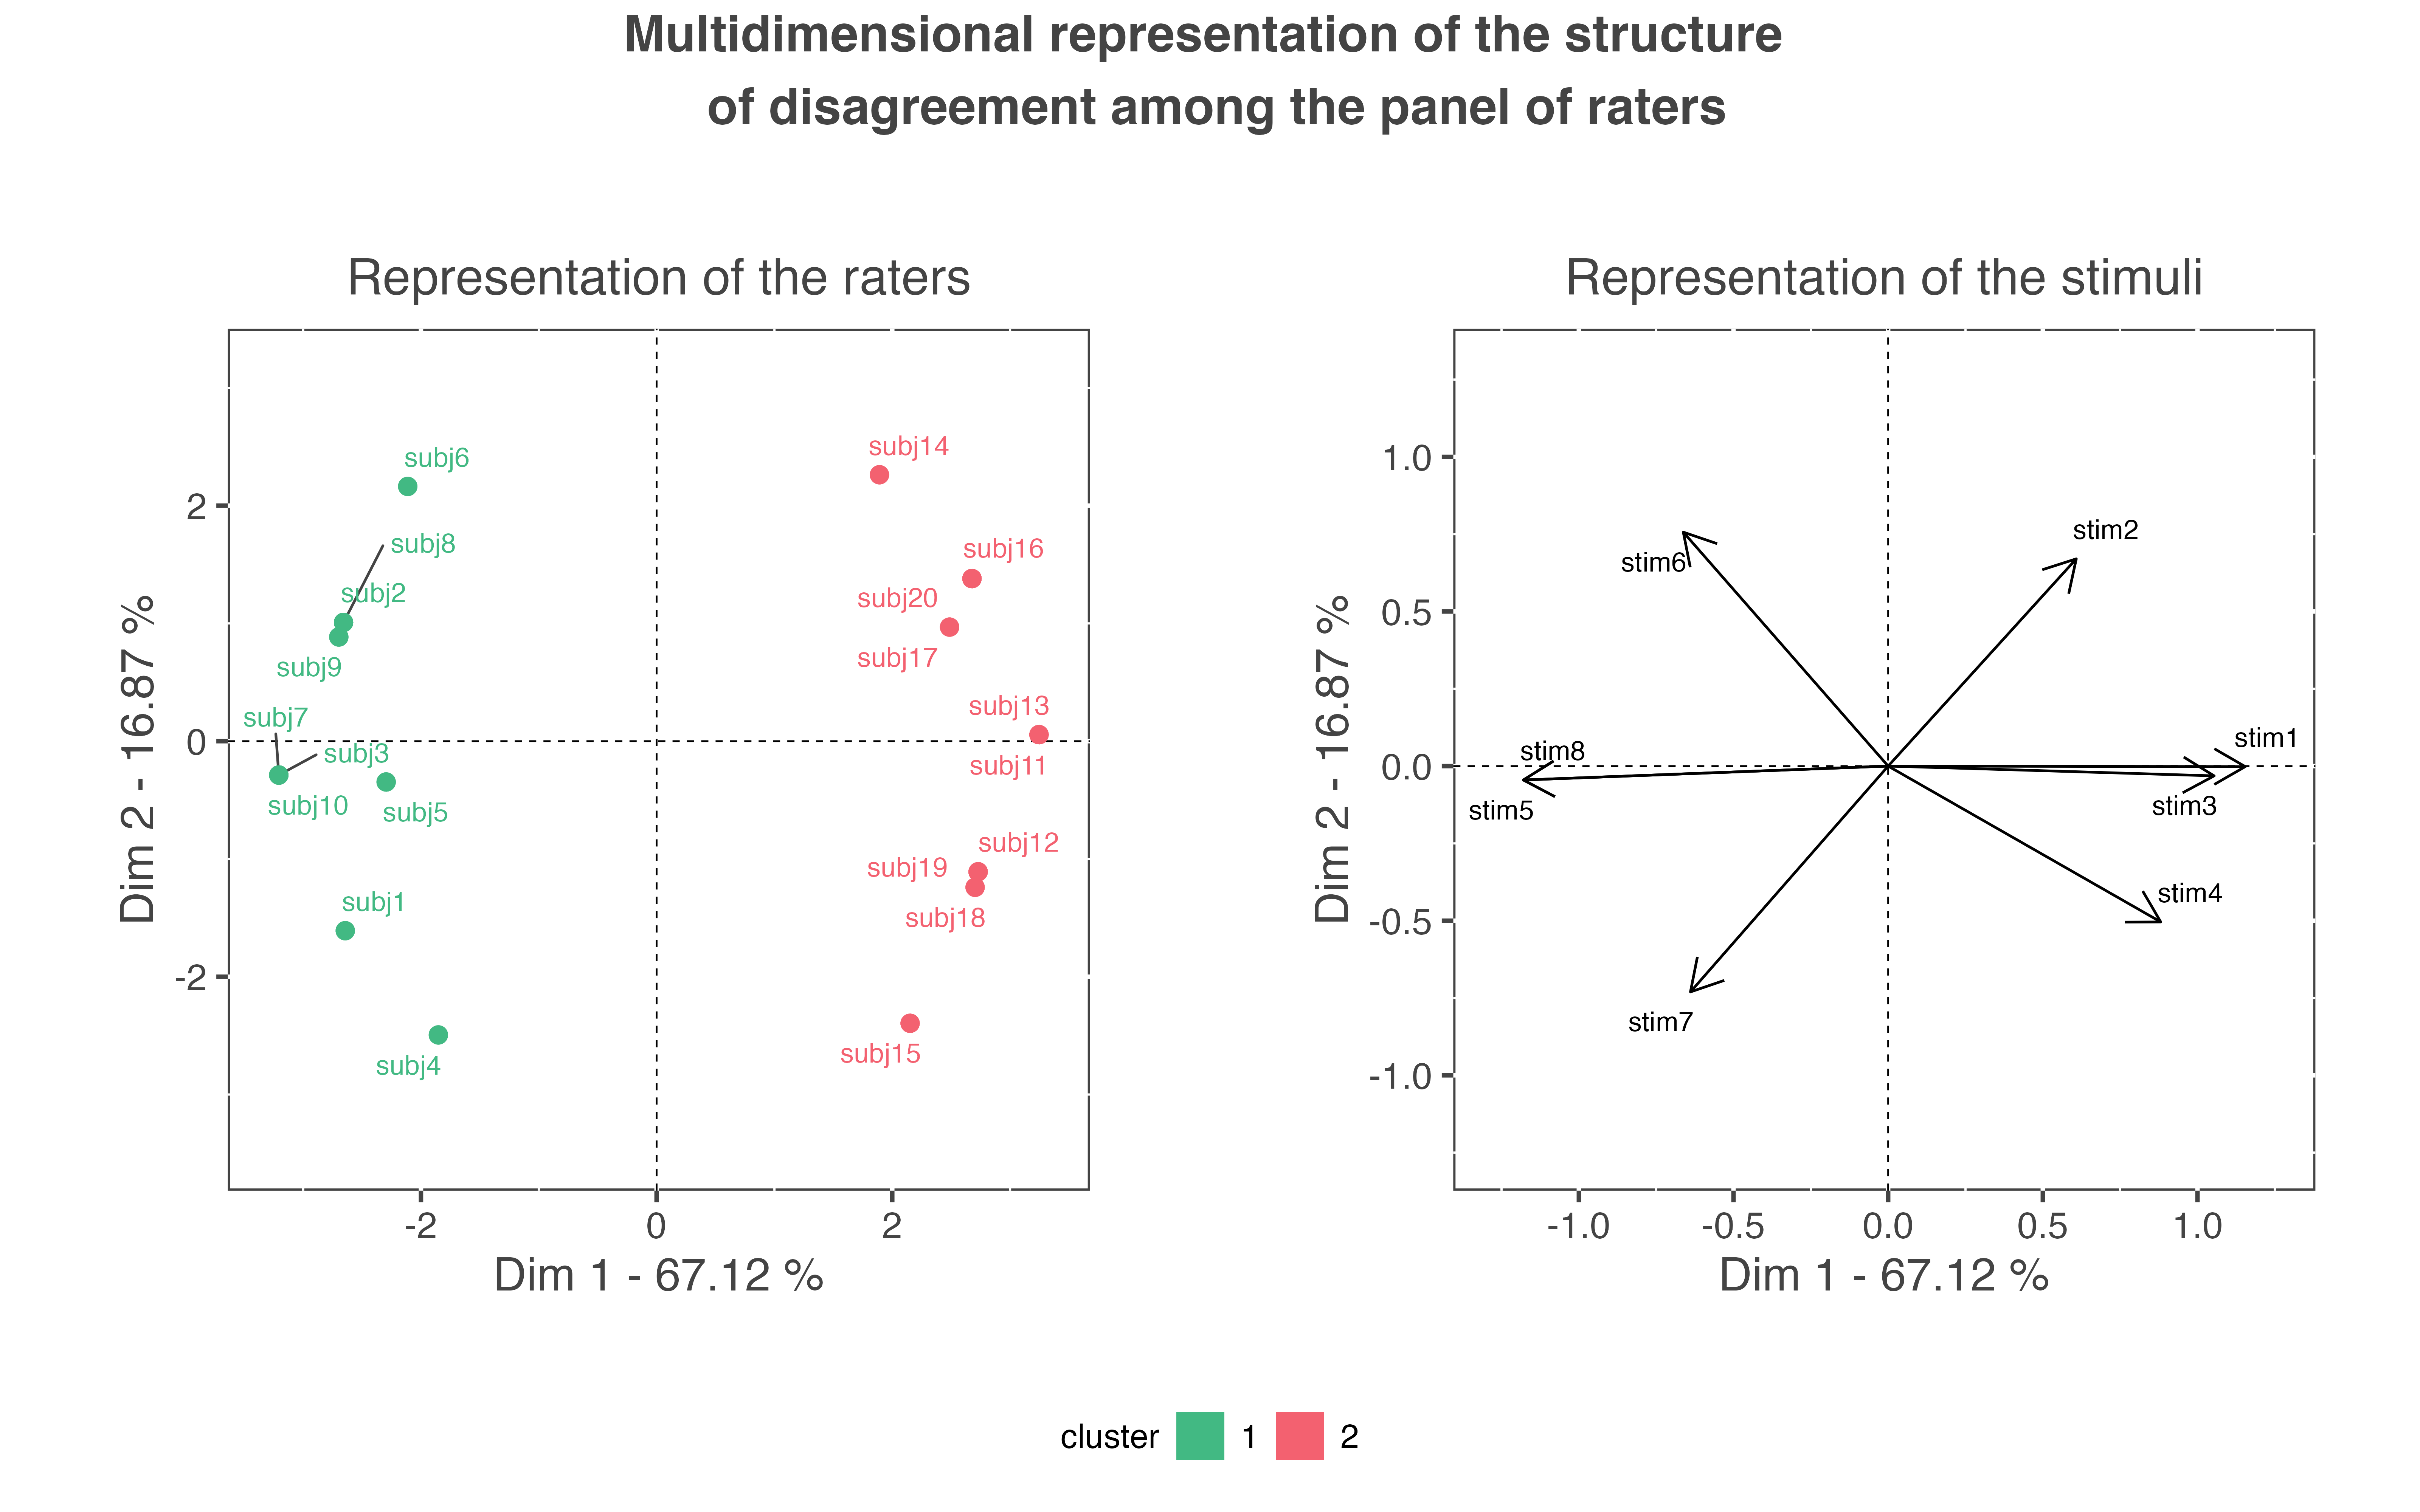 Multidimensional representation of the structure
of disagreement among the panel of raters
Representation of the raters
subj6
subj14
subj8
subj16
subj2
subj20
subj9
subj17
subj7
subj13
subj3
subj11
subj10
subj5
subj12
subj19
subj1
subj18
subj15
subj4
2
0
-2
-2
0
2
Dim 2 - 16.87 %
Dim 1 - 67.12 %
Representation of the stimuli
stim2
stim6
stim1
stim8
stim3
stim5
stim4
stim7
1.0
0.5
0.0
-0.5
-1.0
-1.0
-0.5
0.0
0.5
1.0
Dim 2 - 16.87 %
Dim 1 - 67.12 %
cluster 1 2